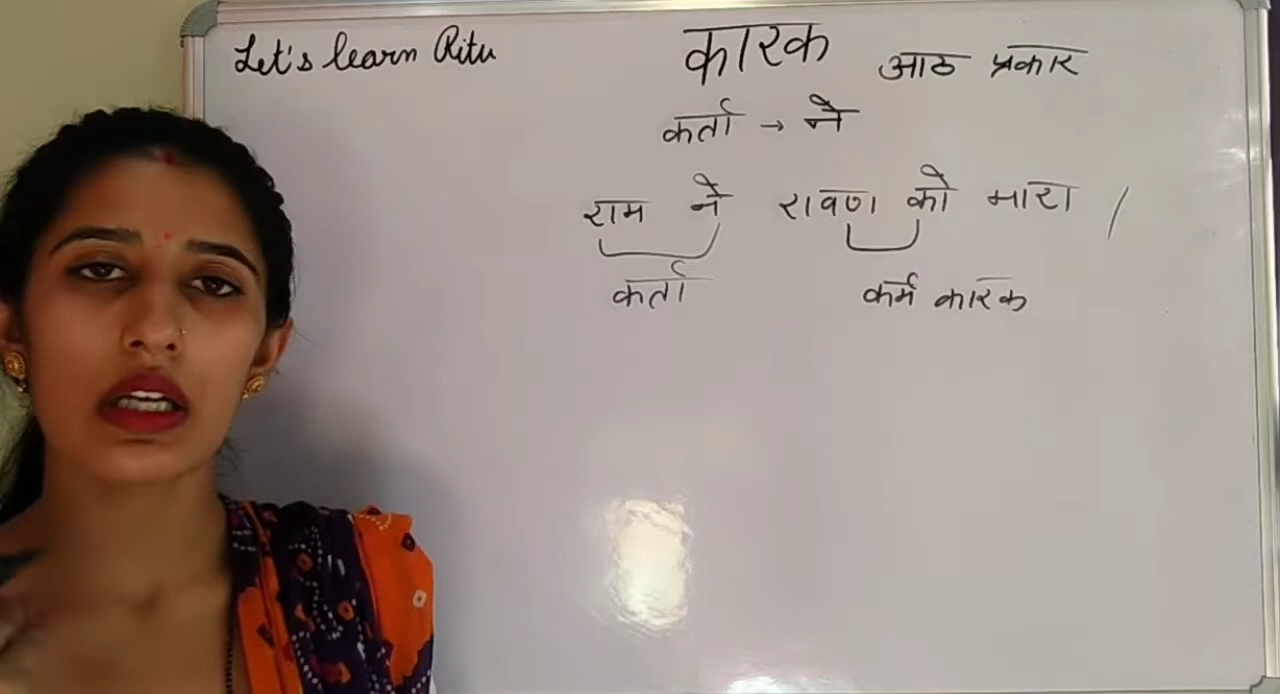 Let's learn Ritu
कारक आठ प्रकार
कर्ता → ने
राम ने रावण को मारा /
कर्ता कर्म कारक